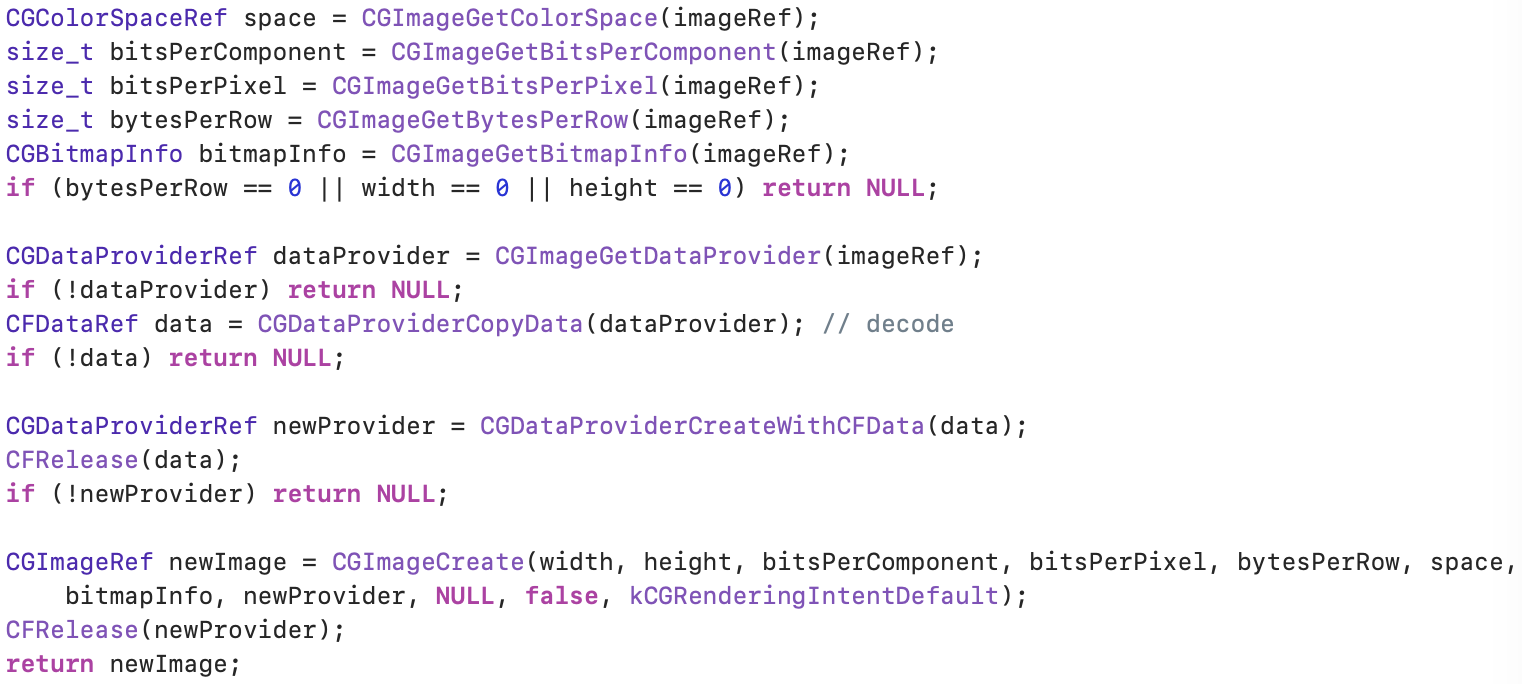 CGColorSpaceRef space = CGImageGetColorSpace(imageRef);
size_t bitsPerComponent = CGImageGetBitsPerComponent(imageRef);
size_t bitsPerPixel = CGImageGetBitsPerPixel(imageRef);
size_t bytesPerRow = CGImageGetBytesPerRow(imageRef);
CGBitmapInfo bitmapInfo = CGImageGetBitmapInfo(imageRef);
if (bytesPerRow == 0 || width == 0 || height == 0) return NULL;

CGDataProviderRef dataProvider = CGImageGetDataProvider(imageRef);
if (!dataProvider) return NULL;
CFDataRef data = CGDataProviderCopyData(dataProvider); // decode
if (!data) return NULL;

CGDataProviderRef newProvider = CGDataProviderCreateWithCFData(data);
CFRelease(data);
if (!newProvider) return NULL;

CGImageRef newImage = CGImageCreate(width, height, bitsPerComponent, bitsPerPixel, bytesPerRow, space,
    bitmapInfo, newProvider, NULL, false, kCGRenderingIntentDefault);
CFRelease(newProvider);
return newImage;